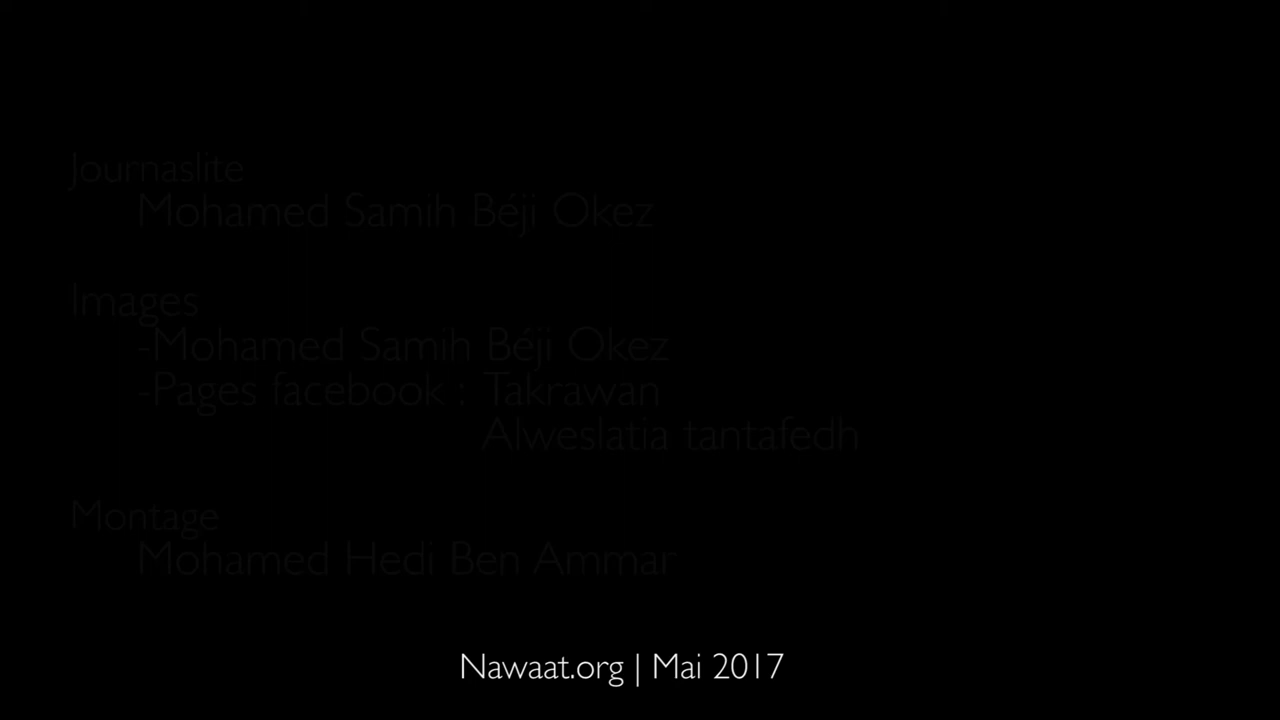 Journaslite
Mohamed Samih Béji Okez
Images
-Mohamed Samih Béji Okez
-Pages facebook : Takrawan
Alweslatia tantafedh
Montage
Mohamed Hedi Ben Ammar
Nawaat.org | Mai 2017